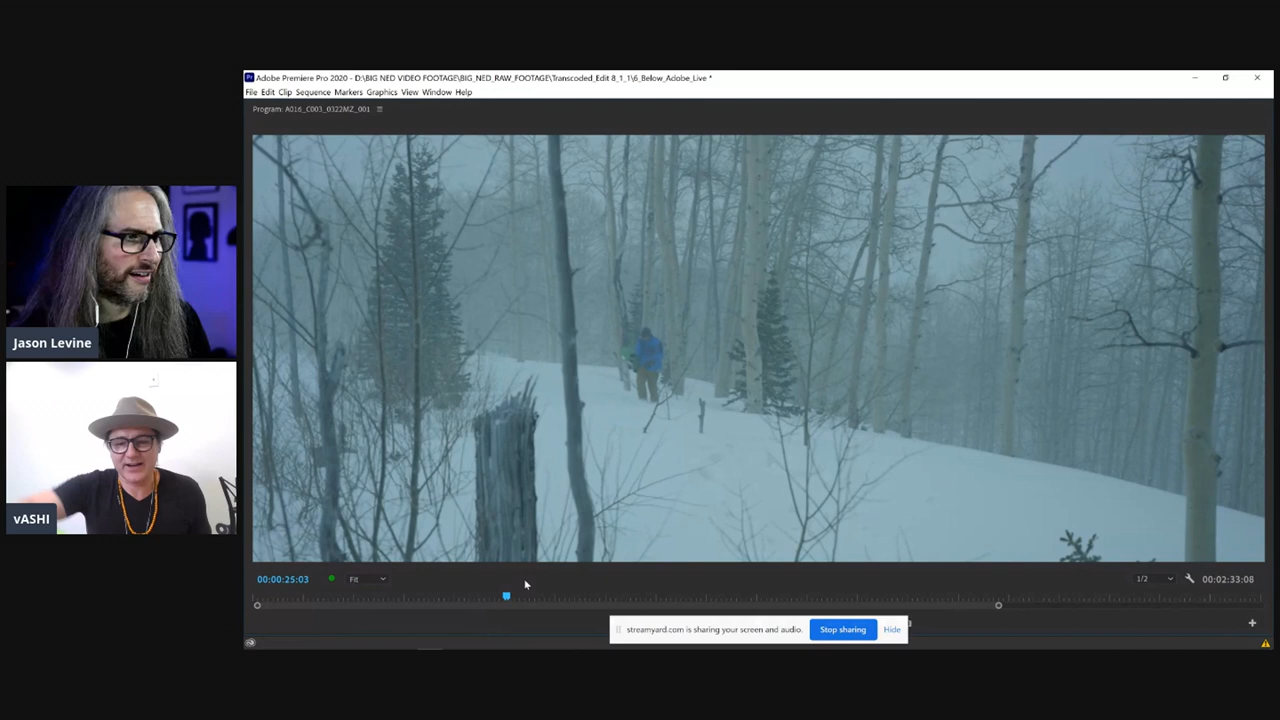 Adobe Premiere Pro 2020 - D:\BIG NED VIDEO FOOTAGE\BIG_NED_RAW_FOOTAGE\Transcoded_Edit 8_1_1\6_Below_Adobe_Live *
File Edit Clip Sequence Markers Graphics View Window Help
Program: A016_C003_0322MZ_001
Jason Levine
vASHI
00:00:25:03
Fit
1/2
00:02:33:08
streamyard.com is sharing your screen and audio.
Stop sharing
Hide